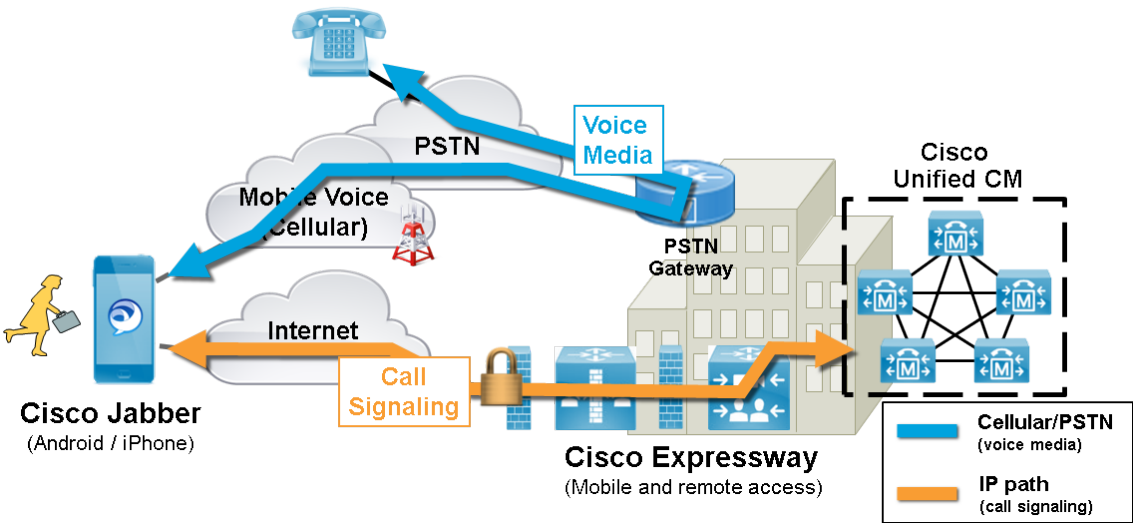 Voice
Media
PSTN
Cisco
Unified CM
Mobile Voice
(Cellular)
PSTN
Gateway
M
M
M
M
M
Internet
Call
Signaling
Cisco Jabber
(Android / iPhone)
Cisco Expressway
(Mobile and remote access)
Cellular/PSTN
(voice media)
IP path
(call signaling)